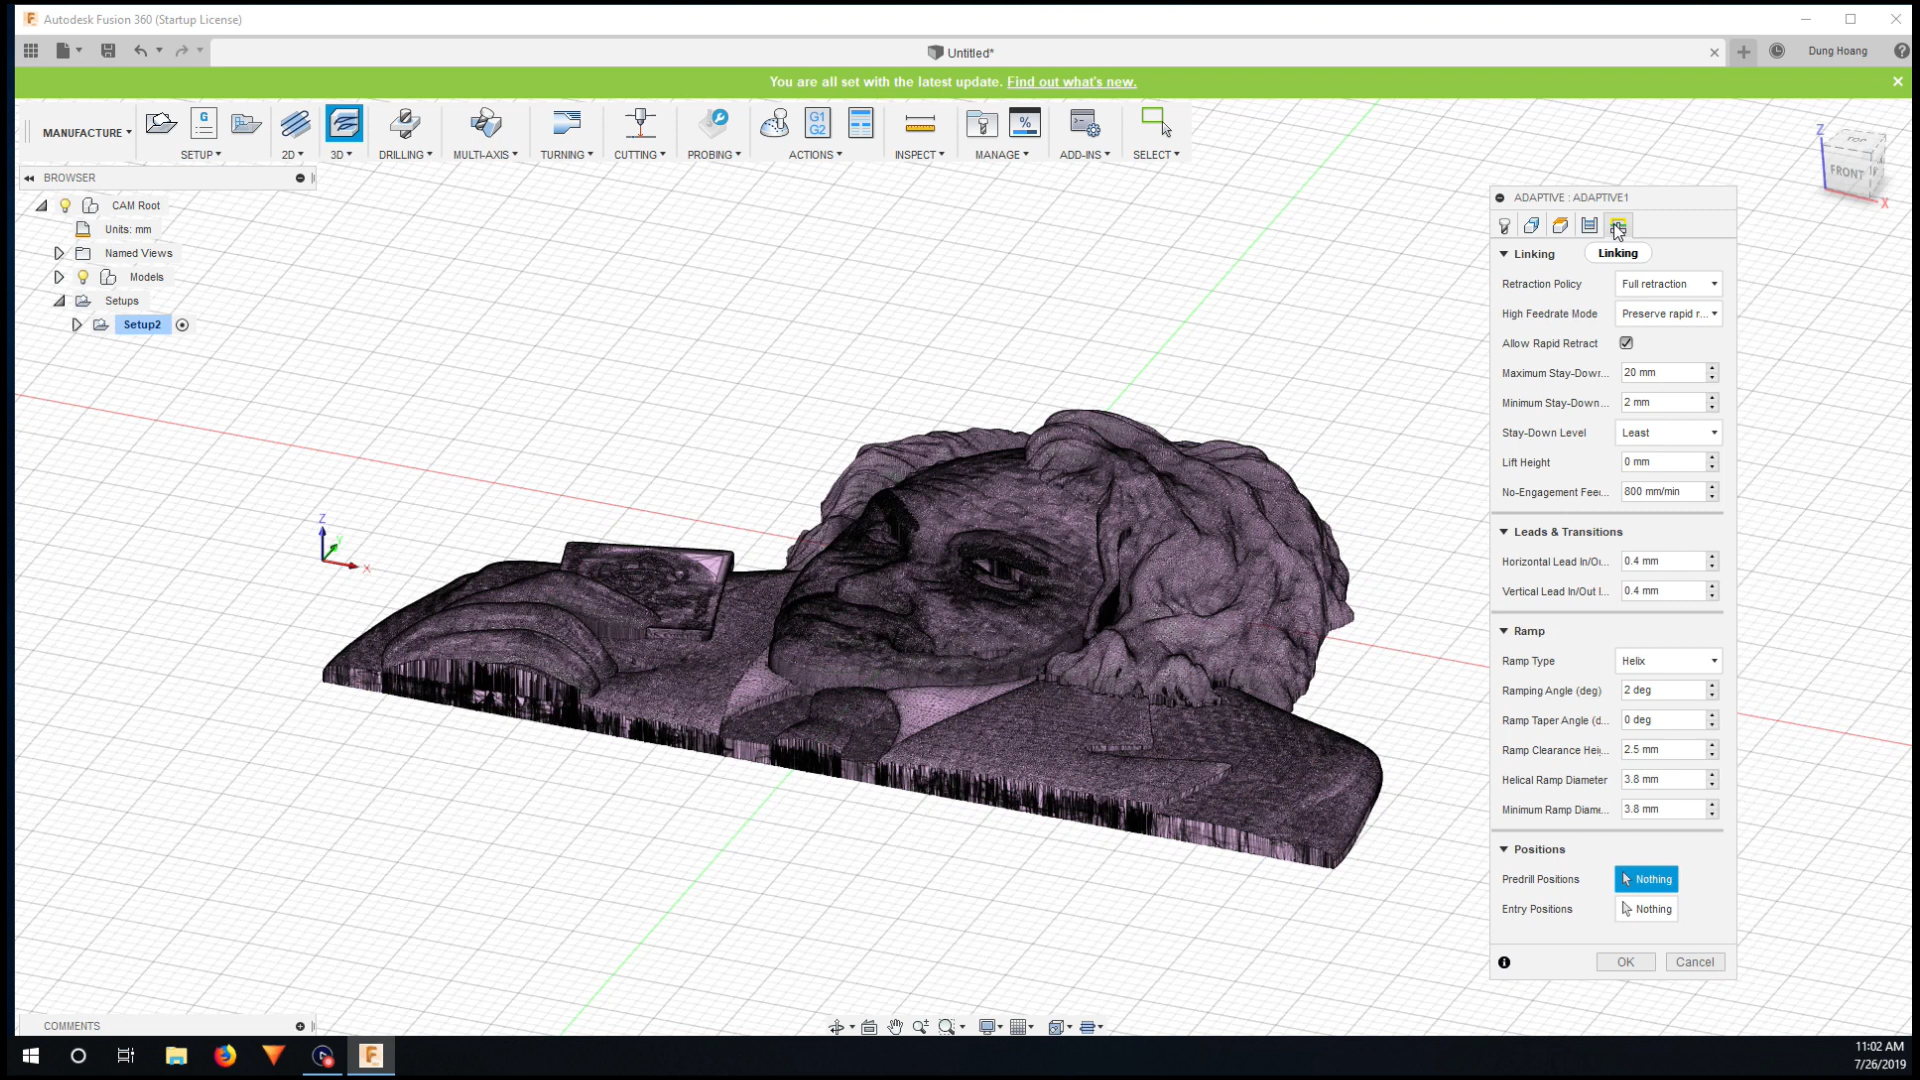 Autodesk Fusion 360 (Startup License)
Untitled*
Dung Hoang
You are all set with the latest update. Find out what's new.
MANUFACTURE
SETUP
2D
3D
DRILLING
MULTI-AXIS
TURNING
CUTTING
PROBING
G1
G2
ACTIONS
INSPECT
MANAGE
ADD-INS
SELECT
BROWSER
CAM Root
Units: mm
Named Views
Models
Setups
Setup2
Z
TOP
FRONT
X
Z
Y
X
ADAPTIVE : ADAPTIVE1
Linking
Linking
Retraction Policy Full retraction
High Feedrate Mode Preserve rapid r...
Allow Rapid Retract
Maximum Stay-Down... 20 mm
Minimum Stay-Down... 2 mm
Stay-Down Level Least
Lift Height 0 mm
No-Engagement Fee... 800 mm/min
Leads & Transitions
Horizontal Lead In/Ou... 0.4 mm
Vertical Lead In/Out l... 0.4 mm
Ramp
Ramp Type Helix
Ramping Angle (deg) 2 deg
Ramp Taper Angle (d... 0 deg
Ramp Clearance Hei... 2.5 mm
Helical Ramp Diameter 3.8 mm
Minimum Ramp Diame... 3.8 mm
Positions
Predrill Positions Nothing
Entry Positions Nothing
OK Cancel
COMMENTS
11:02 AM
7/26/2019